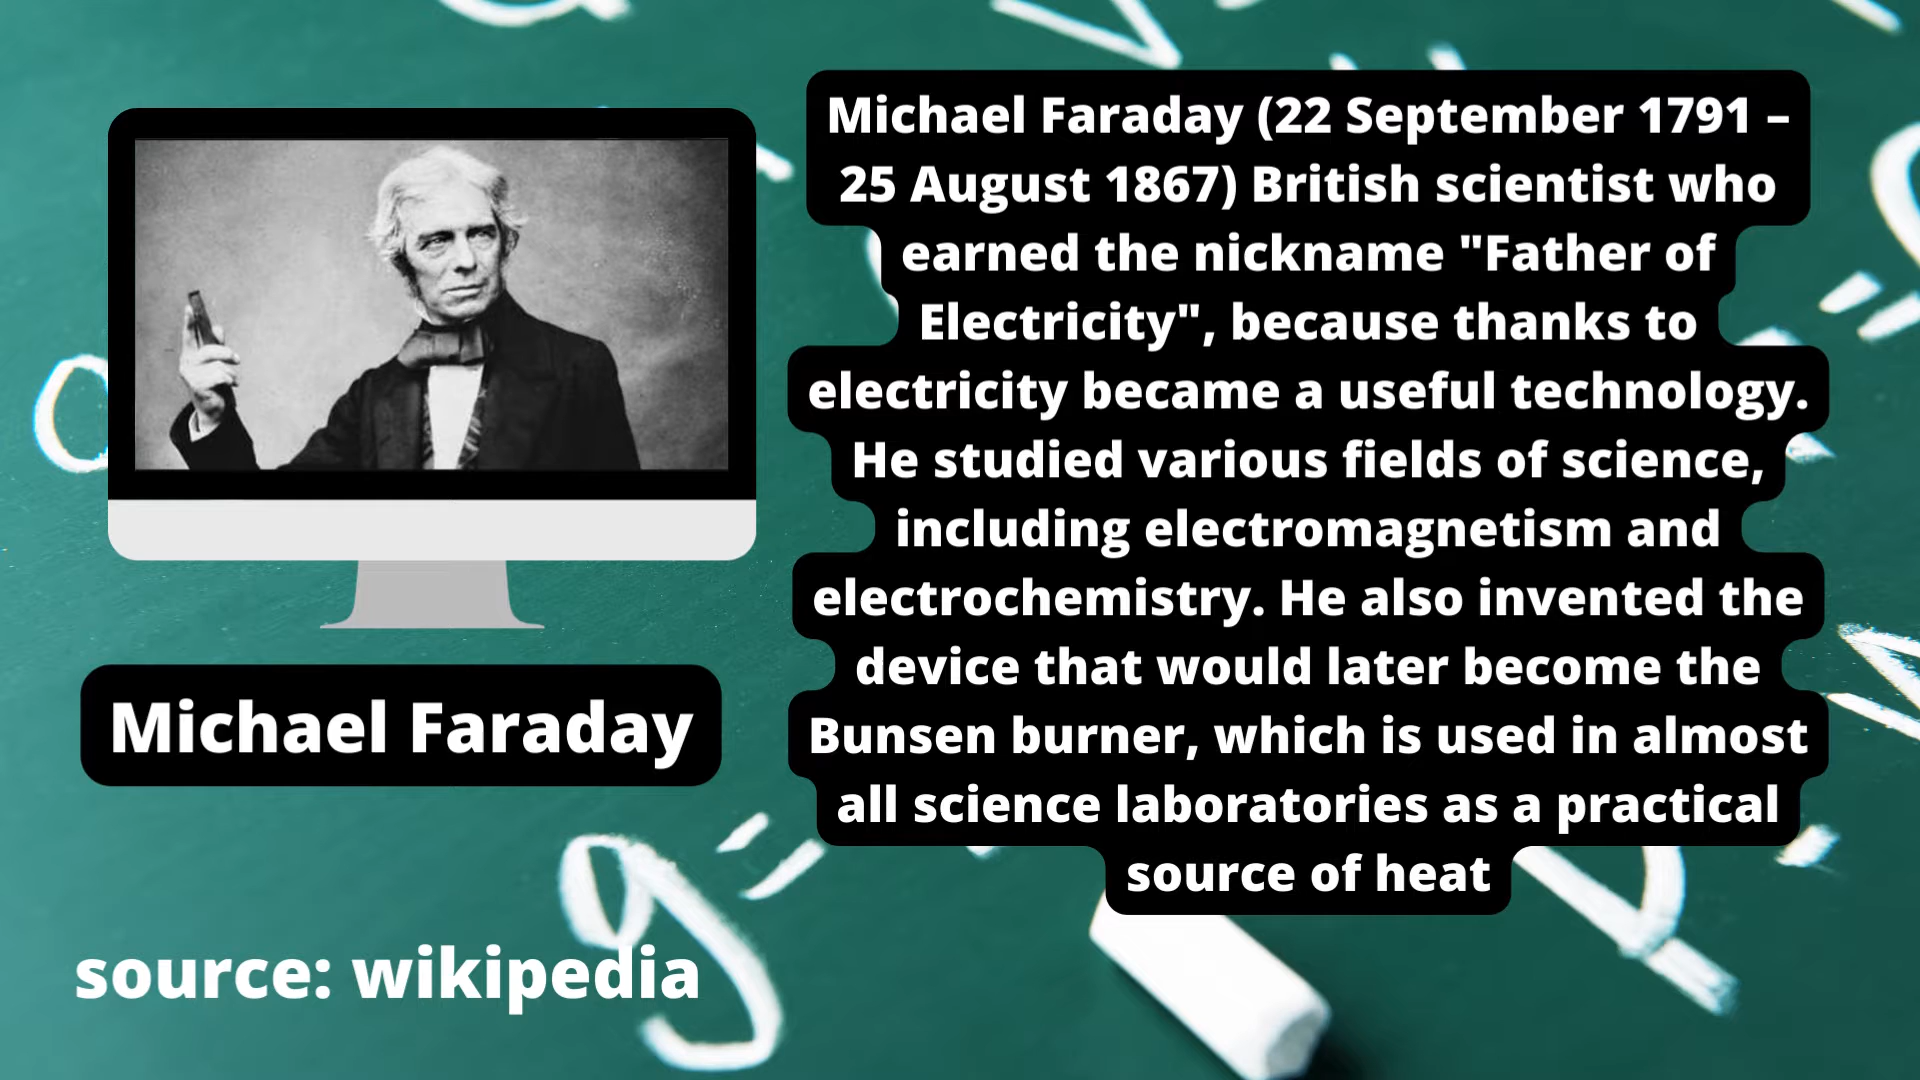 Michael Faraday (22 September 1791 –
25 August 1867) British scientist who
earned the nickname "Father of
Electricity", because thanks to
electricity became a useful technology.
He studied various fields of science,
including electromagnetism and
electrochemistry. He also invented the
device that would later become the
Bunsen burner, which is used in almost
all science laboratories as a practical
source of heat
Michael Faraday
source: wikipedia